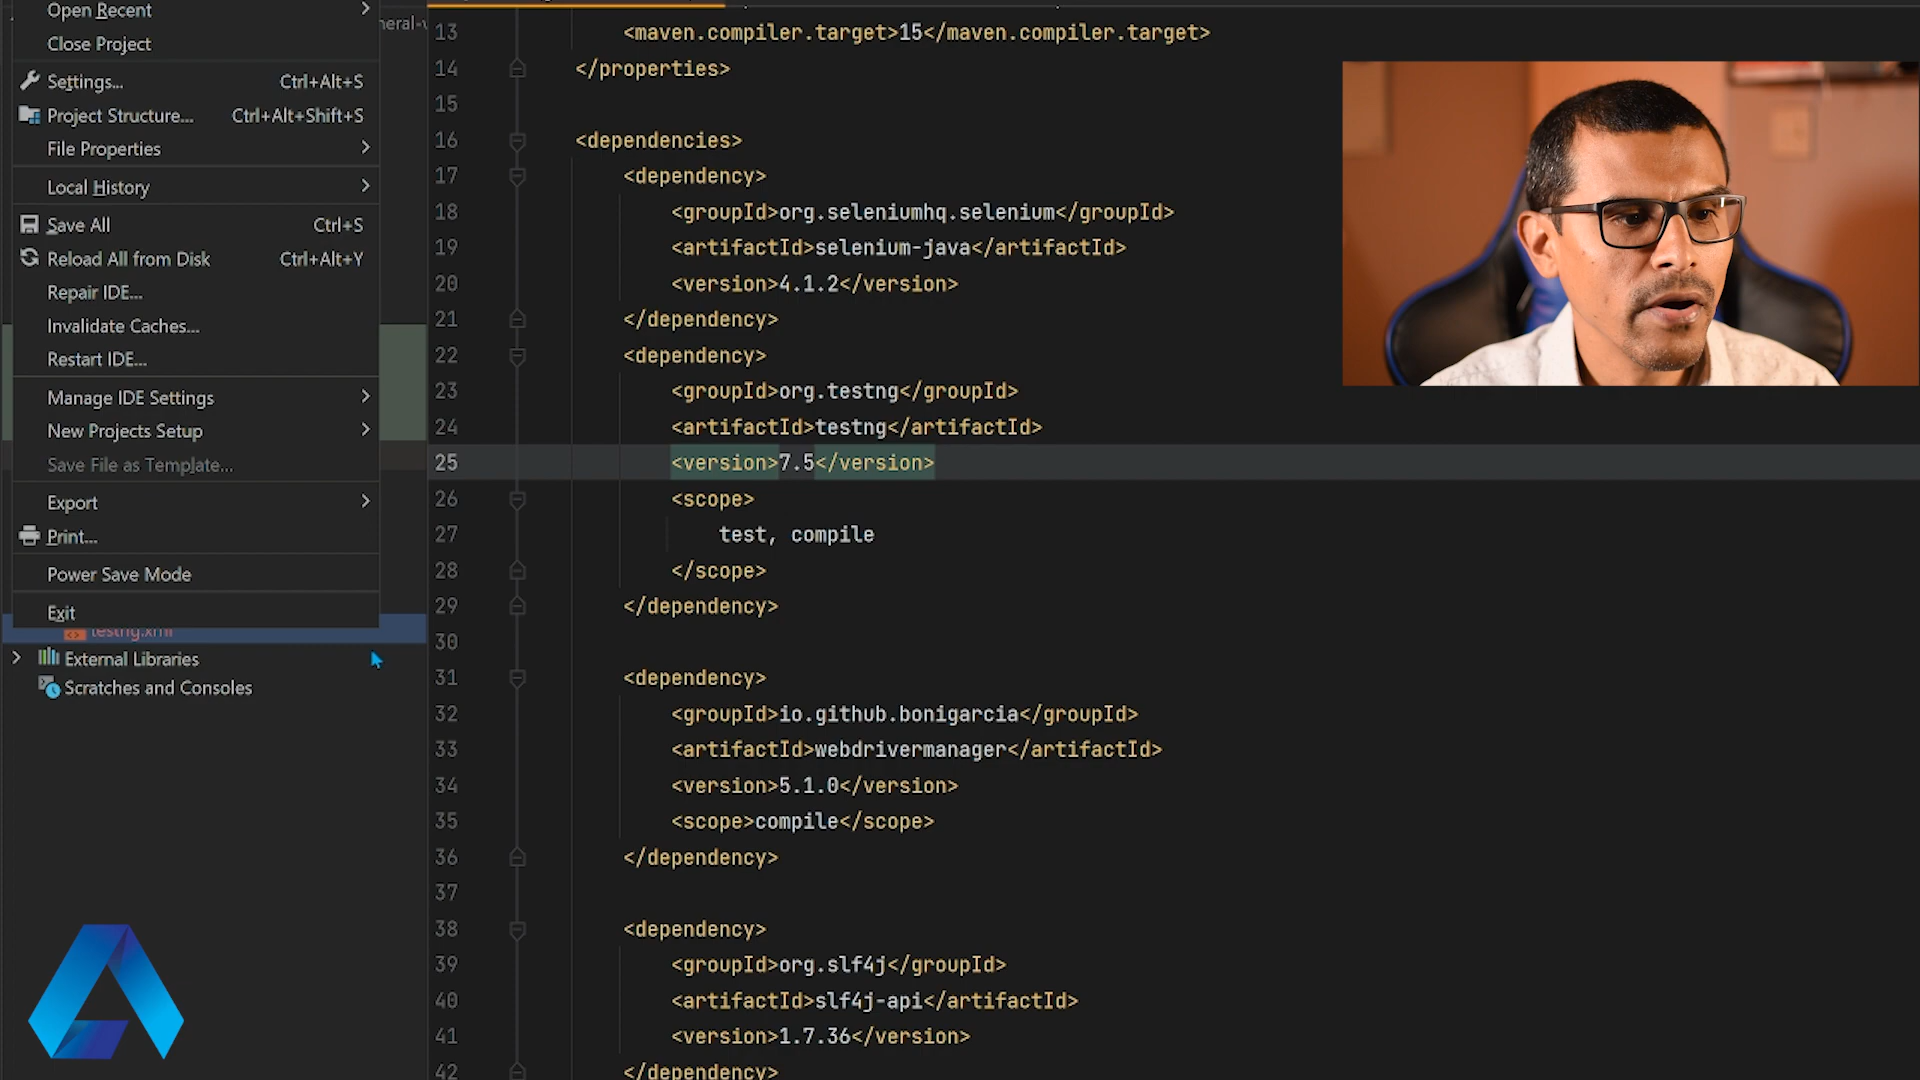 Open Recent
Close Project
Settings... Ctrl+Alt+S
Project Structure... Ctrl+Alt+Shift+S
File Properties
Local History
Save All Ctrl+S
Reload All from Disk Ctrl+Alt+Y
Repair IDE...
Invalidate Caches...
Restart IDE...
Manage IDE Settings
New Projects Setup
Save File as Template...
Export
Print...
Power Save Mode
Exit
testng.xml
External Libraries
Scratches and Consoles
13 <maven.compiler.target>15</maven.compiler.target>
14 </properties>
15
16 <dependencies>
17 <dependency>
18 <groupId>org.seleniumhq.selenium</groupId>
19 <artifactId>selenium-java</artifactId>
20 <version>4.1.2</version>
21 </dependency>
22 <dependency>
23 <groupId>org.testng</groupId>
24 <artifactId>testng</artifactId>
25 <version>7.5</version>
26 <scope>
27 test, compile
28 </scope>
29 </dependency>
30
31 <dependency>
32 <groupId>io.github.bonigarcia</groupId>
33 <artifactId>webdrivermanager</artifactId>
34 <version>5.1.0</version>
35 <scope>compile</scope>
36 </dependency>
37
38 <dependency>
39 <groupId>org.slf4j</groupId>
40 <artifactId>slf4j-api</artifactId>
41 <version>1.7.36</version>
42 </dependency>